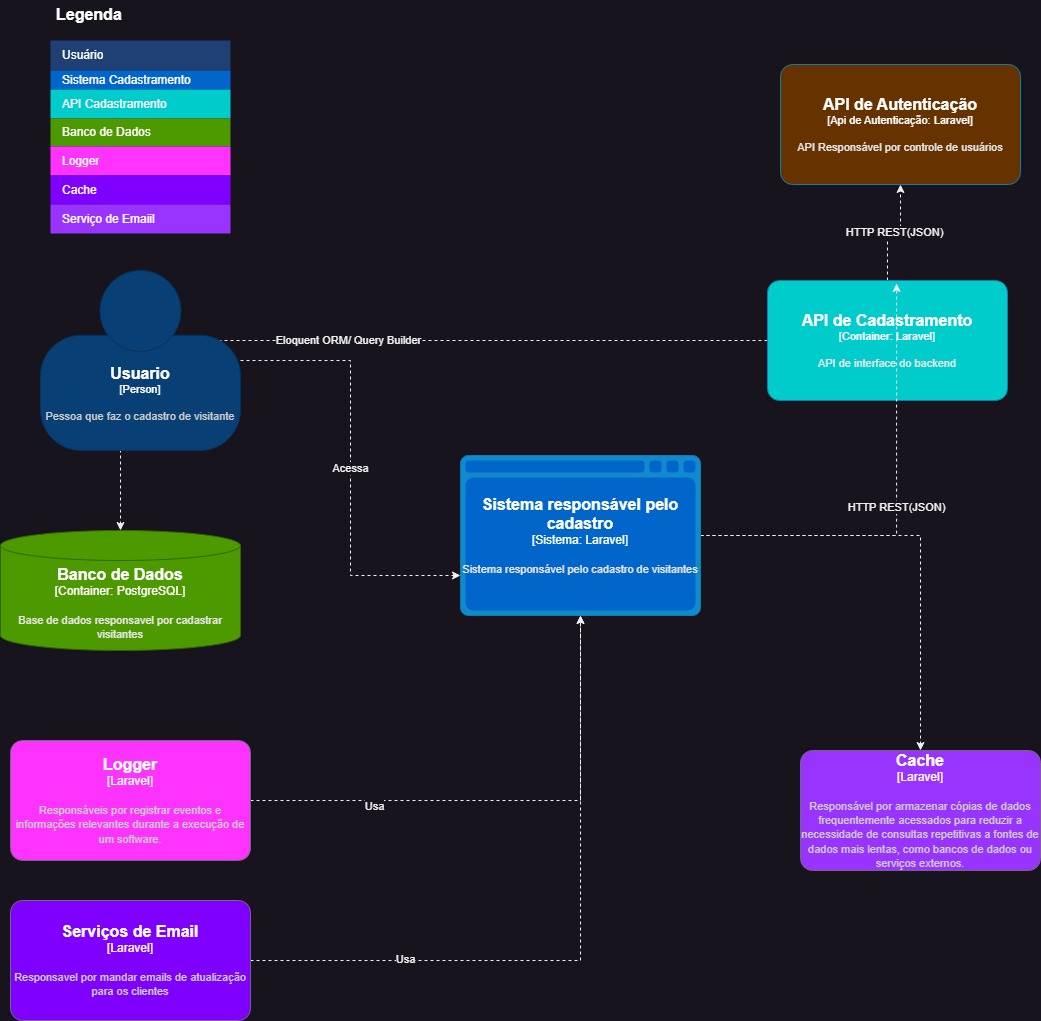 Legenda
Usuário
Sistema Cadastramento
API Cadastramento
Banco de Dados
Logger
Cache
Serviço de Emaiil
API de Autenticação
[Api de Autenticação: Laravel]
API Responsável por controle de usuários
HTTP REST(JSON)
API de Cadastramento
[Container: Laravel]
API de interface do backend
Eloquent ORM/ Query Builder
Usuario
[Person]
Pessoa que faz o cadastro de visitante
Acessa
Sistema responsável pelo
cadastro
[Sistema: Laravel]
Sistema responsável pelo cadastro de visitantes
HTTP REST(JSON)
Banco de Dados
[Container: PostgreSQL]
Base de dados responsavel por cadastrar
visitantes
Logger
[Laravel]
Responsáveis por registrar eventos e
informações relevantes durante a execução de
um software.
Usa
Cache
[Laravel]
Responsável por armazenar cópias de dados
frequentemente acessados para reduzir a
necessidade de consultas repetitivas a fontes de
dados mais lentas, como bancos de dados ou
serviços externos.
Serviços de Email
[Laravel]
Responsavel por mandar emails de atualização
para os clientes
Usa